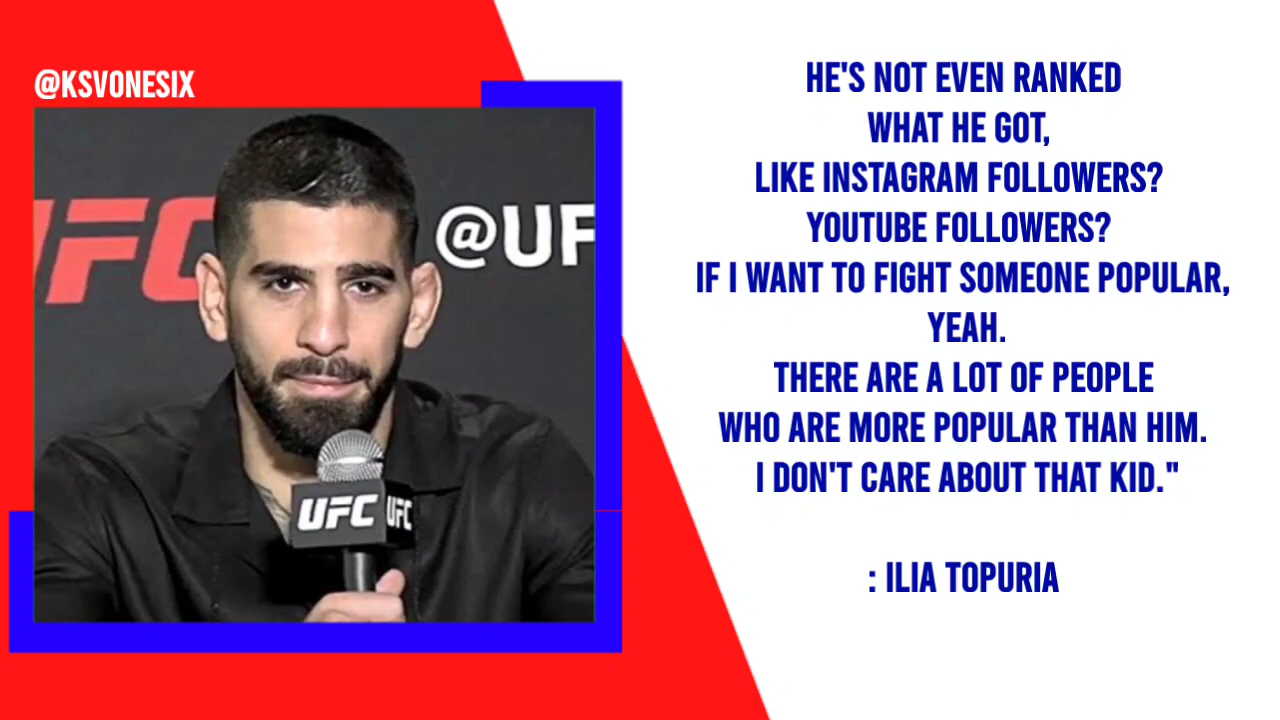 @KSVONESIX
UFC
@UF
UFC UFC
HE'S NOT EVEN RANKED
WHAT HE GOT,
LIKE INSTAGRAM FOLLOWERS?
YOUTUBE FOLLOWERS?
IF I WANT TO FIGHT SOMEONE POPULAR,
YEAH.
THERE ARE A LOT OF PEOPLE
WHO ARE MORE POPULAR THAN HIM.
I DON'T CARE ABOUT THAT KID."
: ILIA TOPURIA